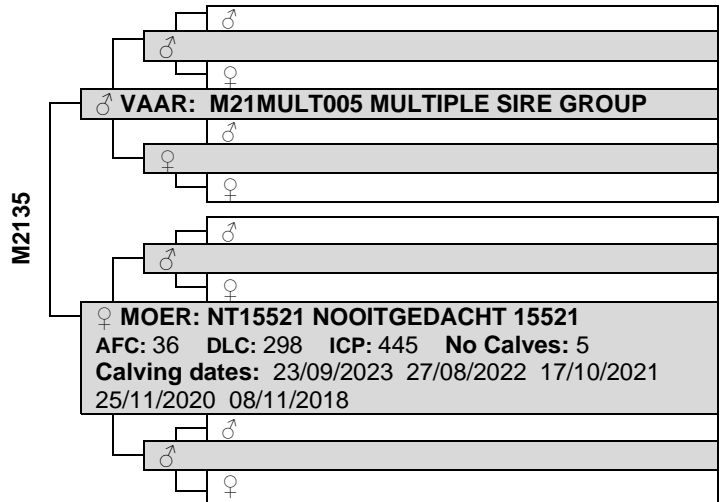 ♂
♂
♀
♂ VAAR: M21MULT005 MULTIPLE SIRE GROUP
♂
♀
♀
M2135
♂
♂
♀
♀ MOER: NT15521 NOOITGEDACHT 15521
AFC: 36 DLC: 298 ICP: 445 No Calves: 5
Calving dates: 23/09/2023 27/08/2022 17/10/2021
25/11/2020 08/11/2018
♂
♂
♀